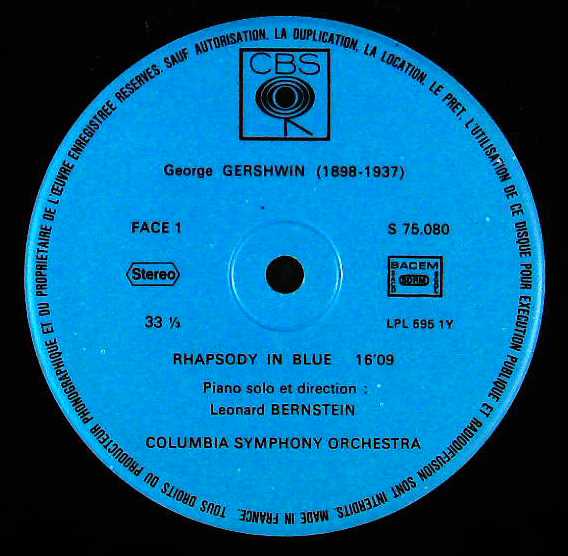 TOUS DROITS DU PRODUCTEUR PHONOGRAPHIQUE ET DU PROPRIETAIRE DE L'ŒUVRE ENREGISTREE RESERVES. SAUF AUTORISATION, LA DUPLICATION, LA LOCATION, LE PRET, L'UTILISATION DE CE DISQUE POUR EXECUTION PUBLIQUE ET RADIODIFFUSION SONT INTERDITS. MADE IN FRANCE.
CBS
George GERSHWIN (1898-1937)
FACE 1
S 75.080
Stereo
SACEM
33 ⅓
LPL 595 1Y
RHAPSODY IN BLUE 16'09
Piano solo et direction :
Leonard BERNSTEIN
COLUMBIA SYMPHONY ORCHESTRA